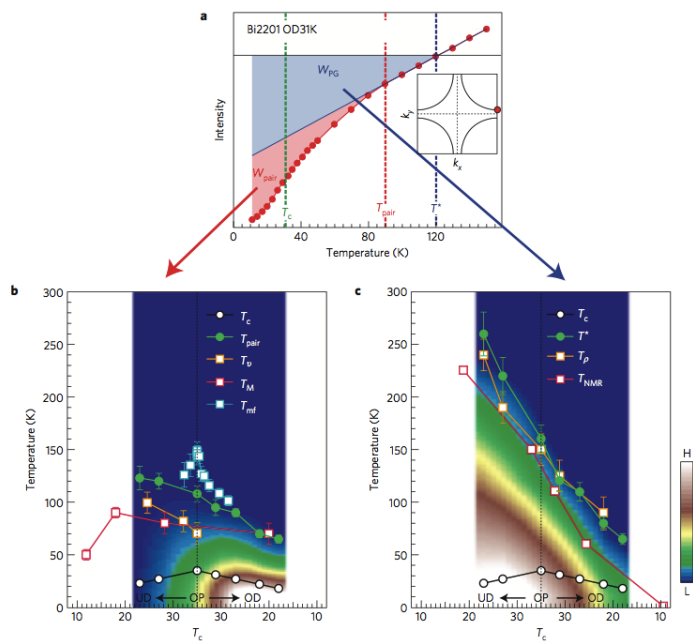 a
Bi2201 OD31K
W_PG
W_pair
T_c
T_pair
T*
k_y
k_x
Intensity
0 40 80 120
Temperature (K)
b
T_c
T_pair
T_υ
T_M
T_mf
300
250
200
150
100
50
0
Temperature (K)
UD OP OD
10 20 30 30 20 10
T_c
c
T_c
T*
T_ρ
T_NMR
300
250
200
150
100
50
0
Temperature (K)
UD OP OD
10 20 30 30 20 10
T_c
H
L